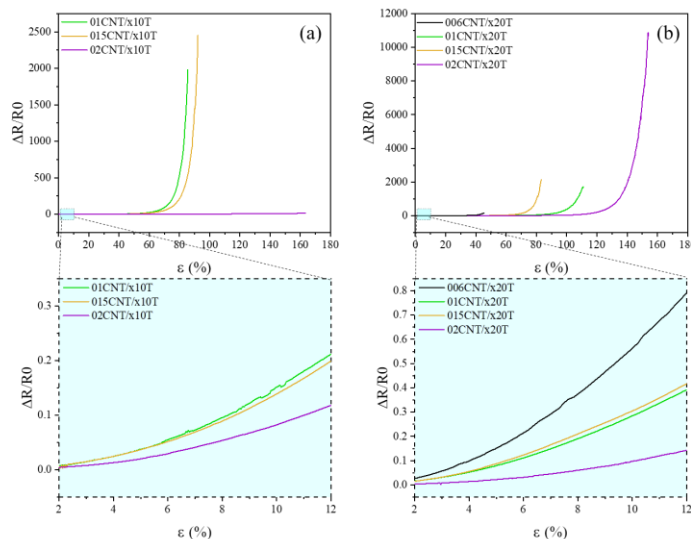 (a)
01CNT/x10T
015CNT/x10T
02CNT/x10T
2500
2000
1500
1000
500
0
ΔR/R0
0 20 40 60 80 100 120 140 160 180
ε (%)
(b)
006CNT/x20T
01CNT/x20T
015CNT/x20T
02CNT/x20T
12000
10000
8000
6000
4000
2000
0
ΔR/R0
0 20 40 60 80 100 120 140 160 180
ε (%)
01CNT/x10T
015CNT/x10T
02CNT/x10T
0.3
0.2
0.1
0.0
ΔR/R0
2 4 6 8 10 12
ε (%)
006CNT/x20T
01CNT/x20T
015CNT/x20T
02CNT/x20T
0.8
0.7
0.6
0.5
0.4
0.3
0.2
0.1
0.0
ΔR/R0
2 4 6 8 10 12
ε (%)